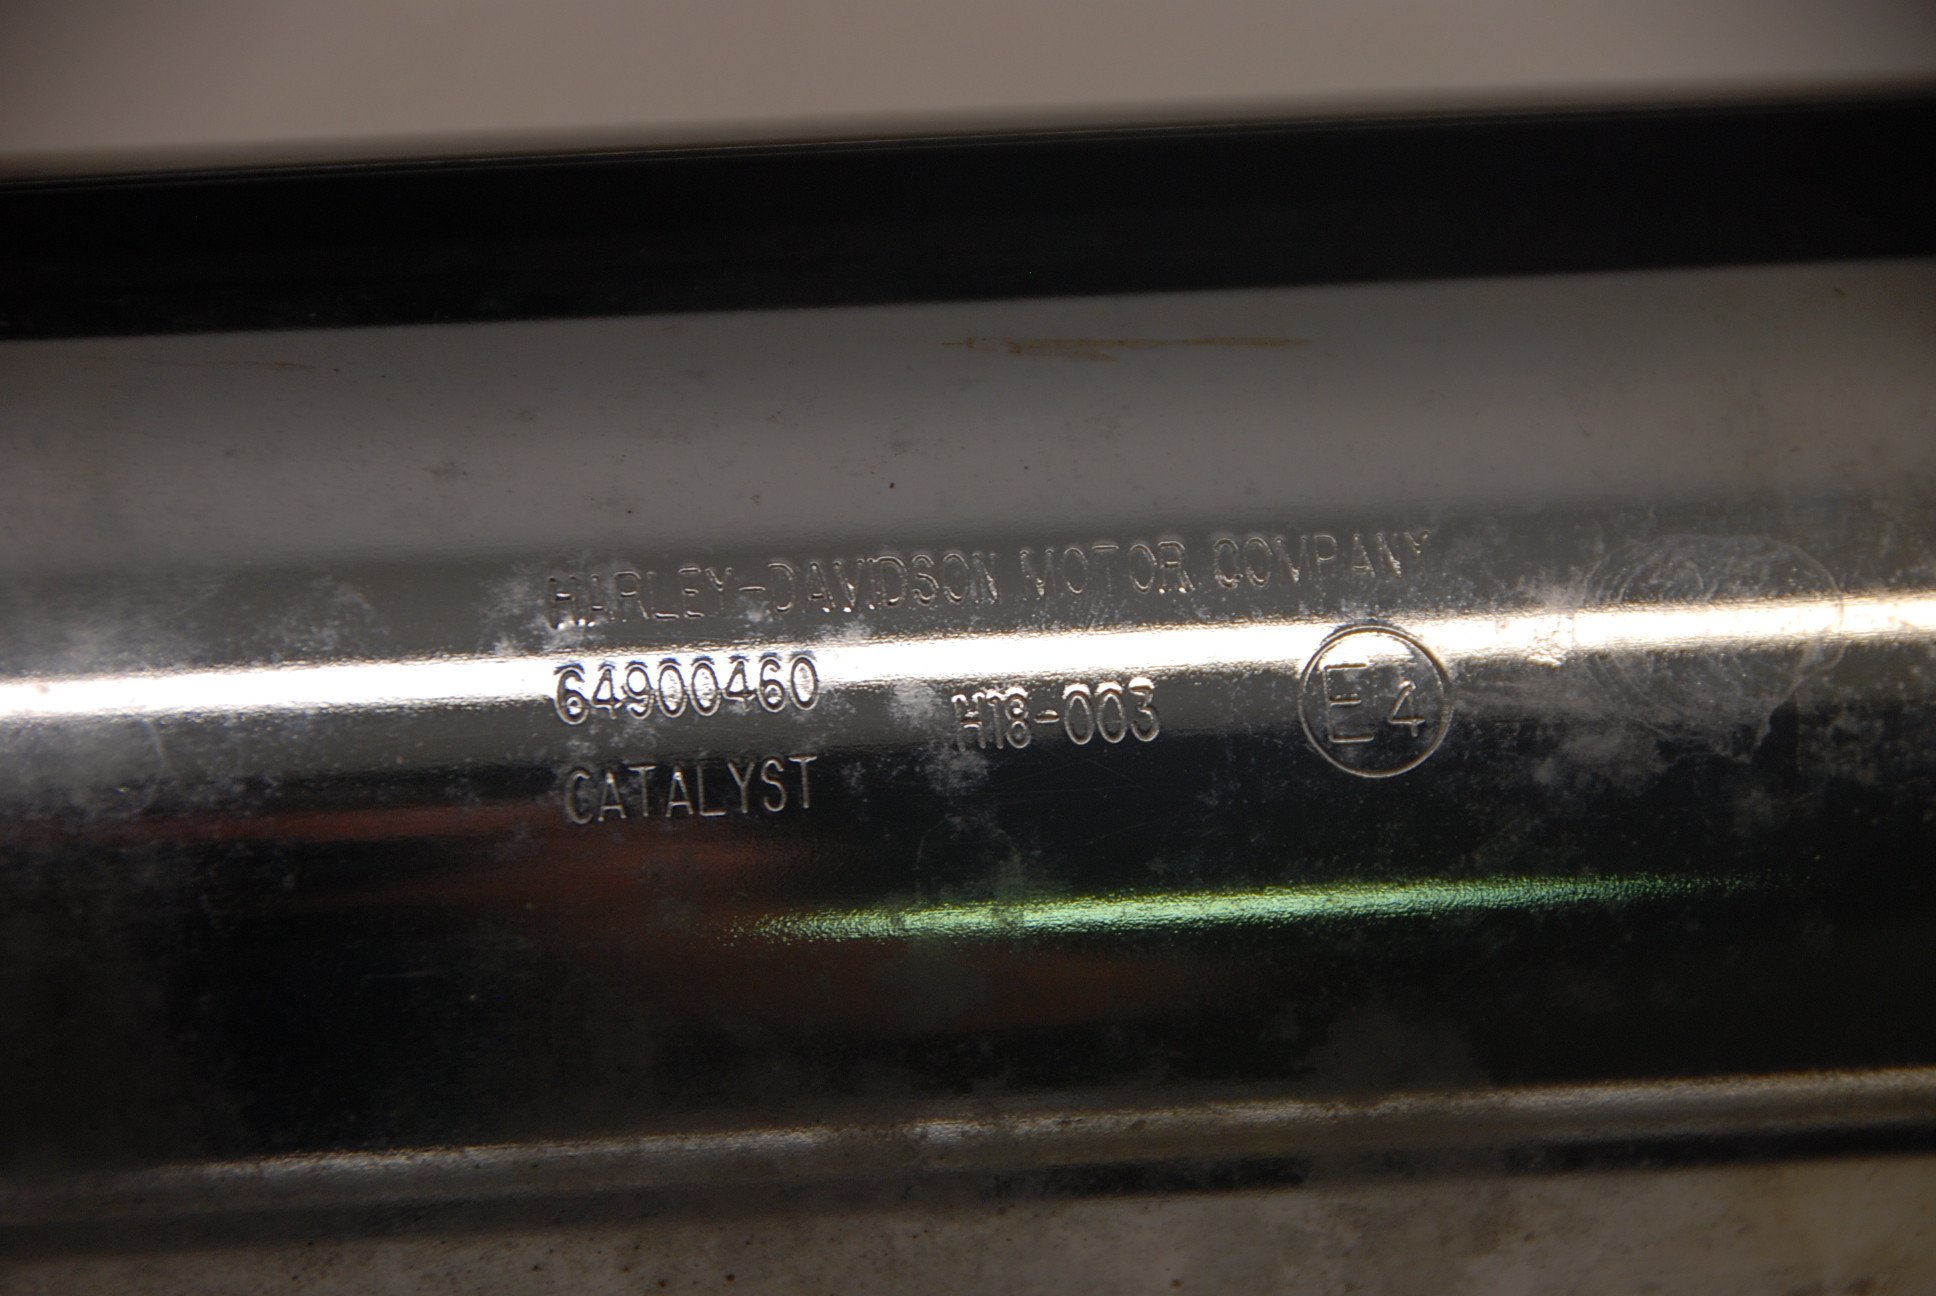 HARLEY-DAVIDSON MOTOR COMPANY
64900460 H18-003 E4
CATALYST